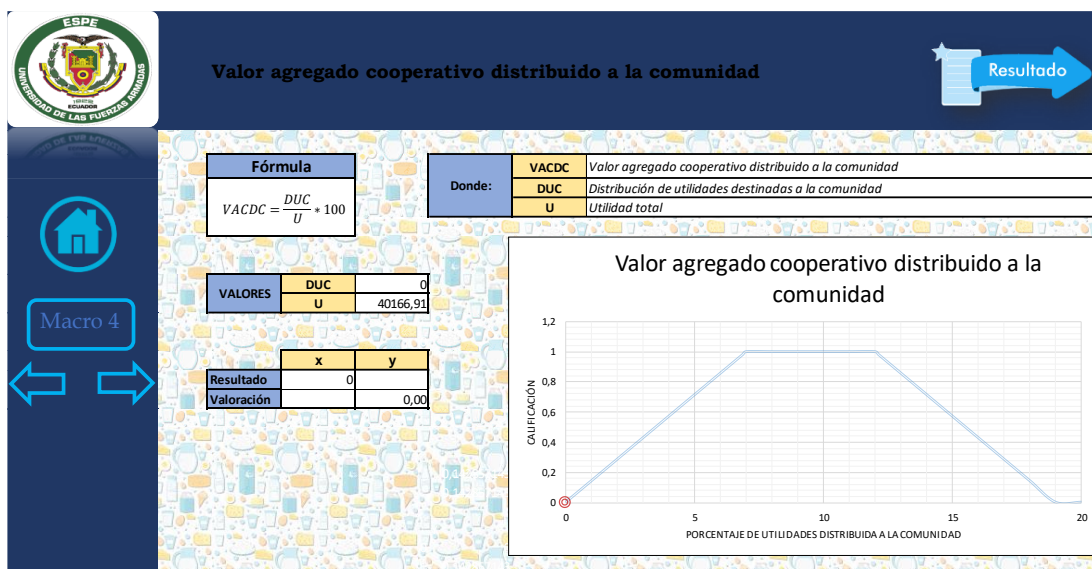 ESPE
UNIVERSIDAD DE LAS FUERZAS ARMADAS
ECUADOR
Valor agregado cooperativo distribuido a la comunidad
Resultado
Fórmula
VACDC = DUC/U * 100
Donde:
VACDC Valor agregado cooperativo distribuido a la comunidad
DUC Distribución de utilidades destinadas a la comunidad
U Utilidad total
VALORES
DUC 0
U 40166,91
x y
Resultado 0
Valoración 0,00
Macro 4
Valor agregado cooperativo distribuido a la
comunidad
CALIFICACIÓN
1,2
1
0,8
0,6
0,4
0,2
0
0 5 10 15 20
PORCENTAJE DE UTILIDADES DISTRIBUIDA A LA COMUNIDAD